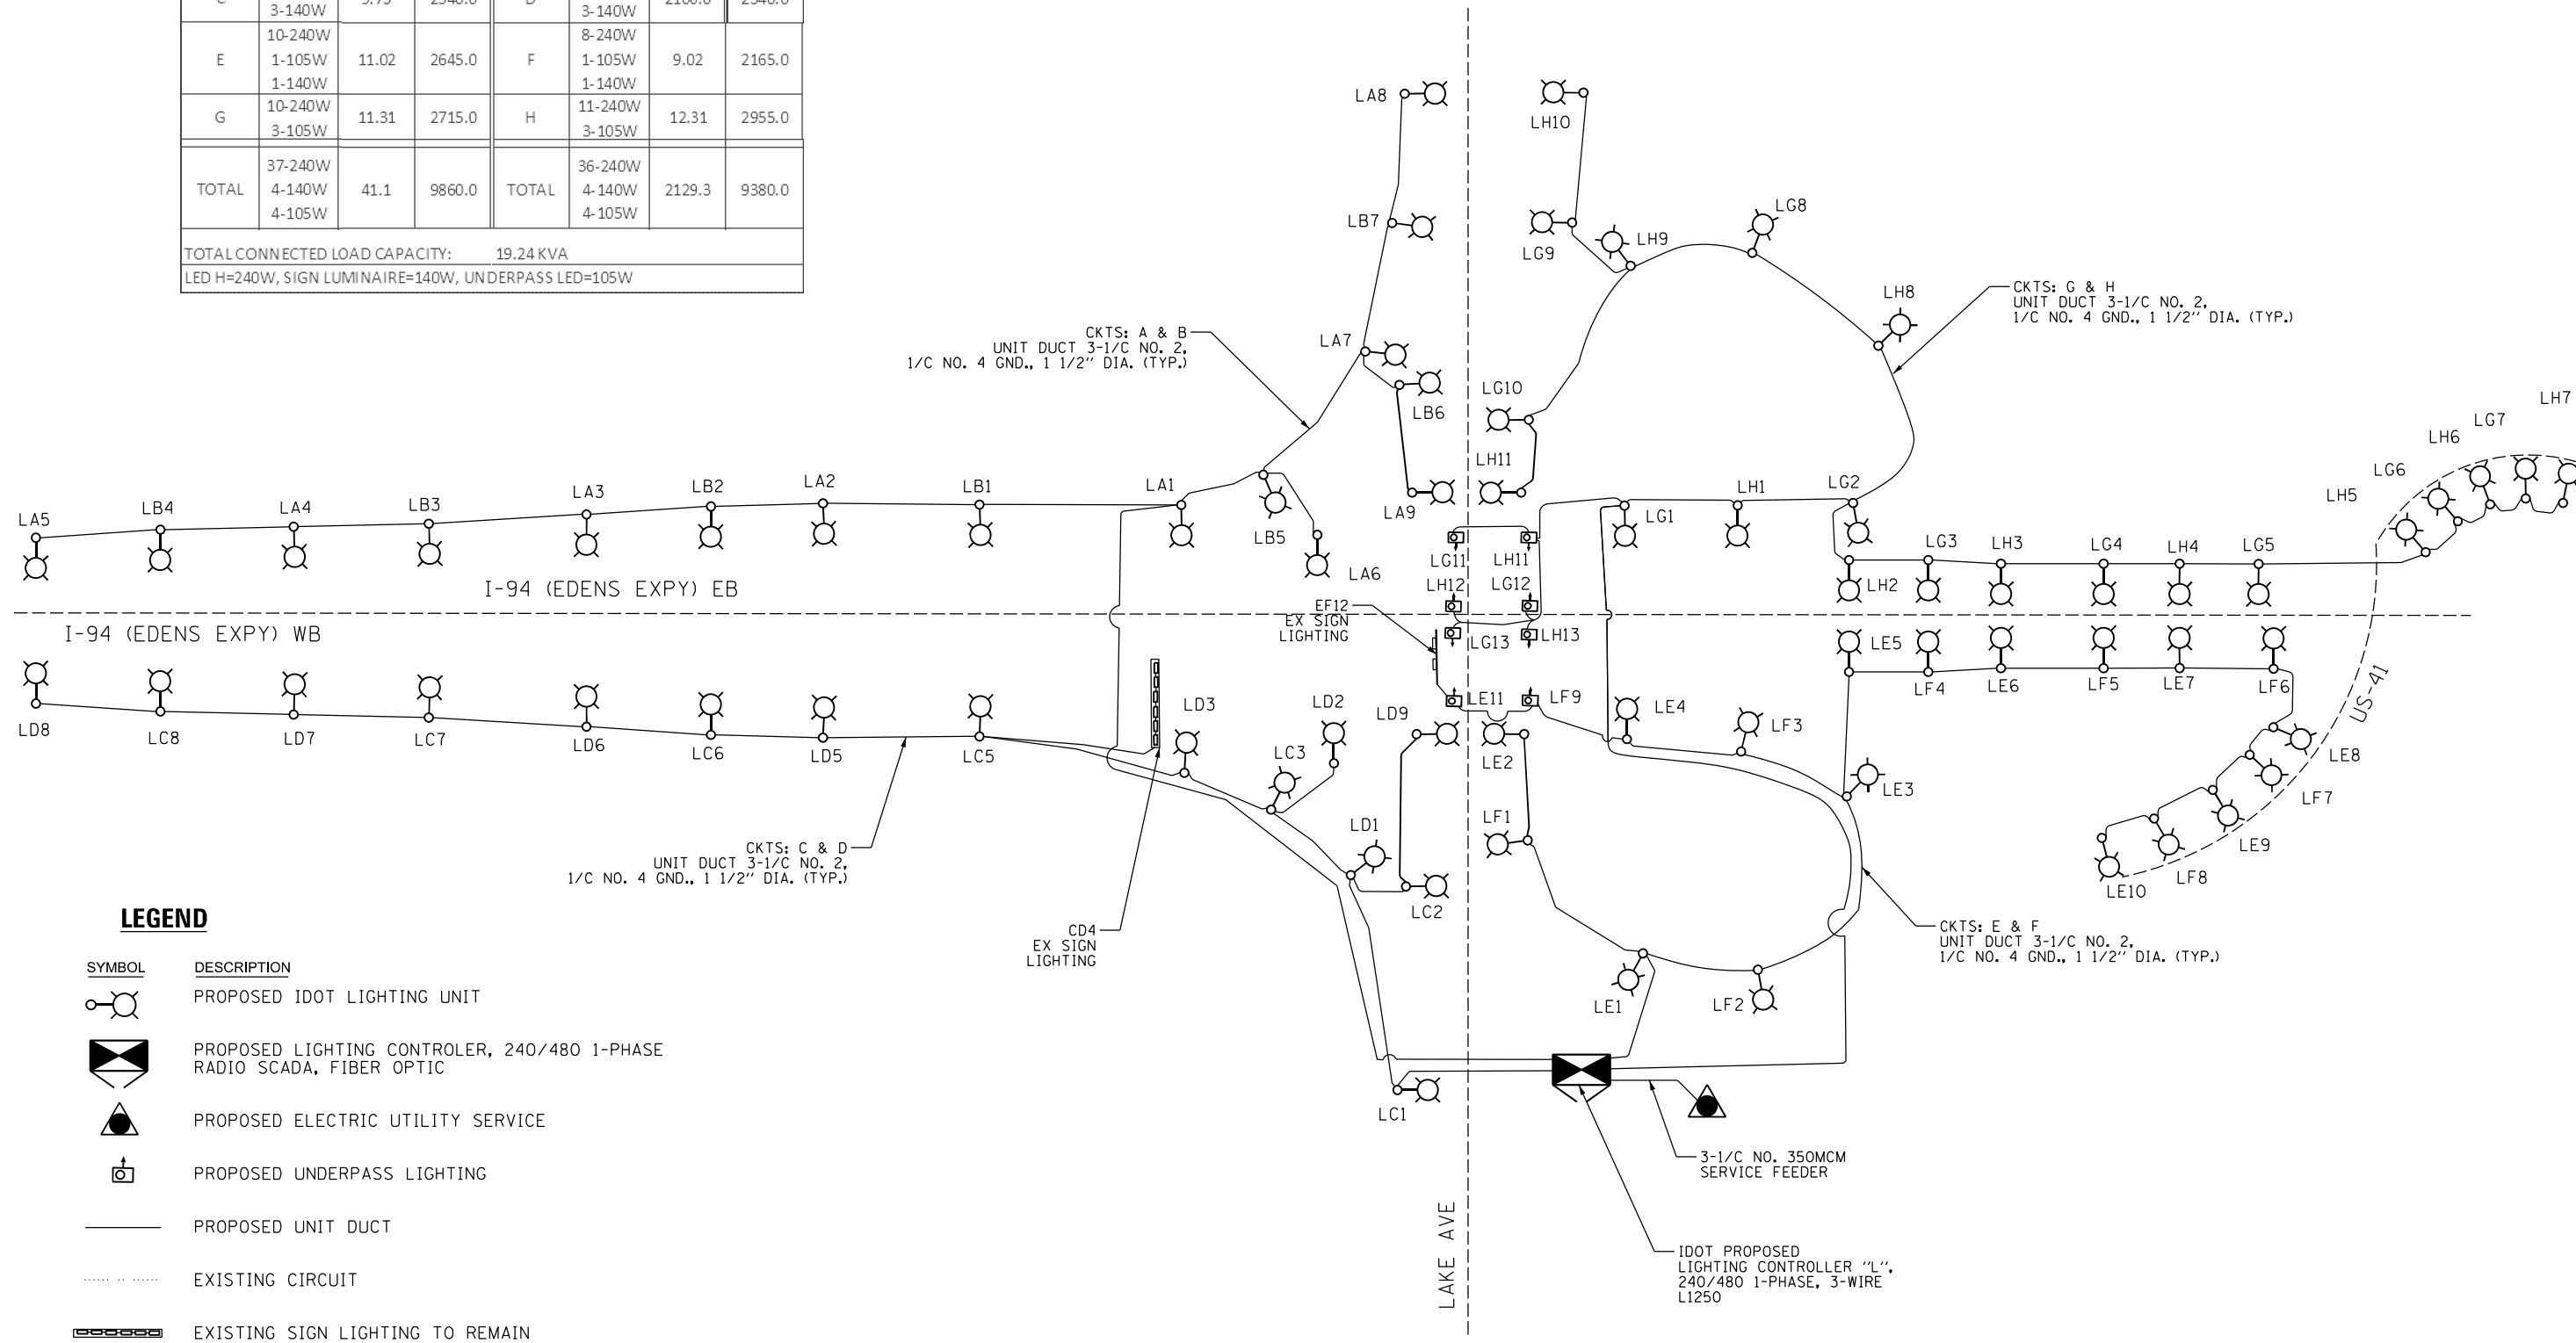 3-140W 3-140W
10-240W 8-240W
E 1-105W 11.02 2645.0 F 1-105W 9.02 2165.0
1-140W 1-140W
10-240W 11-240W
G 11.31 2715.0 H 12.31 2955.0
3-105W 3-105W
37-240W 36-240W
TOTAL 4-140W 41.1 9860.0 TOTAL 4-140W 2129.3 9380.0
4-105W 4-105W
TOTAL CONNECTED LOAD CAPACITY: 19.24 KVA
LED H=240W, SIGN LUMINAIRE=140W, UNDERPASS LED=105W
LA8
LH10
LB7
LG9
LH9
LG8
CKTS: A & B
UNIT DUCT 3-1/C NO. 2,
1/C NO. 4 GND., 1 1/2" DIA. (TYP.)
LA7
LB6
LG10
LH8
CKTS: G & H
UNIT DUCT 3-1/C NO. 2,
1/C NO. 4 GND., 1 1/2" DIA. (TYP.)
LH7
LG7
LH6
LG6
LH5
LA5
LB4
LA4
LB3
LA3
LB2
LA2
LB1
LA1
LB5
LA6
LA9
LH11
LG1
LH1
LG2
LG11
LH11
LH12
LG12
LH2
LG3
LH3
LG4
LH4
LG5
I-94 (EDENS EXPY) EB
I-94 (EDENS EXPY) WB
EF12
EX SIGN
LIGHTING
LG13
LH13
LE11
LF9
LE5
LF4
LE6
LF5
LE7
LF6
US-41
LD8
LC8
LD7
LC7
LD6
LC6
LD5
LC5
LD3
LC3
LD2
LD9
LE2
LE4
LF3
LE3
LE8
LF7
LE9
LF8
LE10
CKTS: C & D
UNIT DUCT 3-1/C NO. 2,
1/C NO. 4 GND., 1 1/2" DIA. (TYP.)
LD1
LC2
LF1
CD4
EX SIGN
LIGHTING
LE1
LF2
CKTS: E & F
UNIT DUCT 3-1/C NO. 2,
1/C NO. 4 GND., 1 1/2" DIA. (TYP.)
LC1
3-1/C NO. 350MCM
SERVICE FEEDER
LAKE AVE
IDOT PROPOSED
LIGHTING CONTROLLER "L",
240/480 1-PHASE, 3-WIRE
L1250
LEGEND
SYMBOL DESCRIPTION
PROPOSED IDOT LIGHTING UNIT
PROPOSED LIGHTING CONTROLER, 240/480 1-PHASE
RADIO SCADA, FIBER OPTIC
PROPOSED ELECTRIC UTILITY SERVICE
PROPOSED UNDERPASS LIGHTING
PROPOSED UNIT DUCT
EXISTING CIRCUIT
EXISTING SIGN LIGHTING TO REMAIN